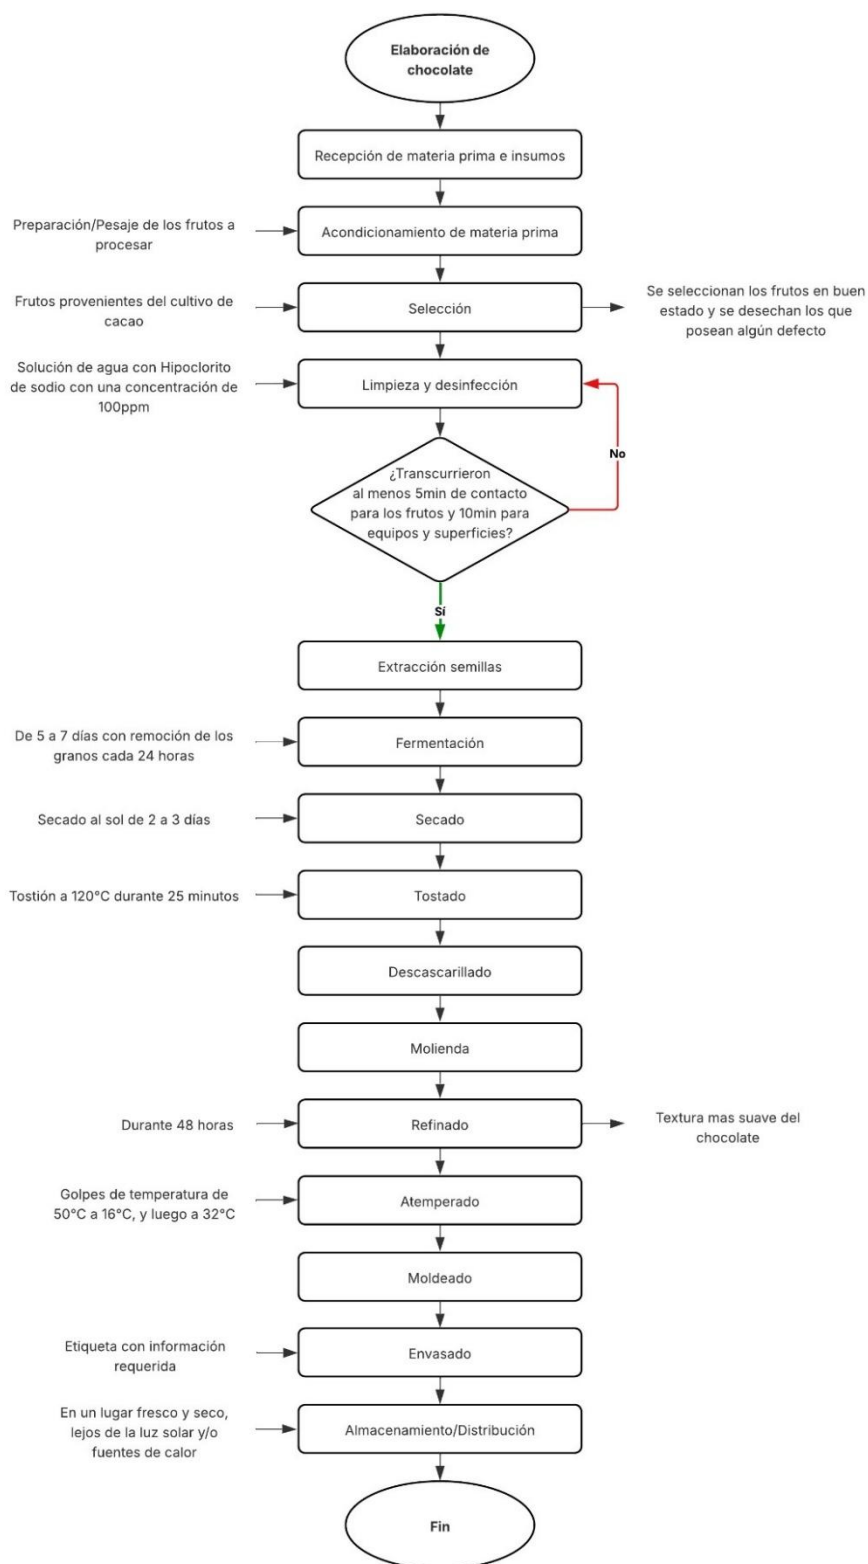 Elaboración de
chocolate
Recepción de materia prima e insumos
Preparación/Pesaje de los frutos a
procesar
Acondicionamiento de materia prima
Frutos provenientes del cultivo de
cacao
Selección
Se seleccionan los frutos en buen
estado y se desechan los que
posean algún defecto
Solución de agua con Hipoclorito
de sodio con una concentración de
100ppm
Limpieza y desinfección
No
¿Transcurrieron
al menos 5min de contacto
para los frutos y 10min para
equipos y superficies?
Sí
Extracción semillas
De 5 a 7 días con remoción de los
granos cada 24 horas
Fermentación
Secado al sol de 2 a 3 días
Secado
Tostión a 120°C durante 25 minutos
Tostado
Descascarillado
Molienda
Durante 48 horas
Refinado
Textura mas suave del
chocolate
Golpes de temperatura de
50°C a 16°C, y luego a 32°C
Atemperado
Moldeado
Etiqueta con información
requerida
Envasado
En un lugar fresco y seco,
lejos de la luz solar y/o
fuentes de calor
Almacenamiento/Distribución
Fin